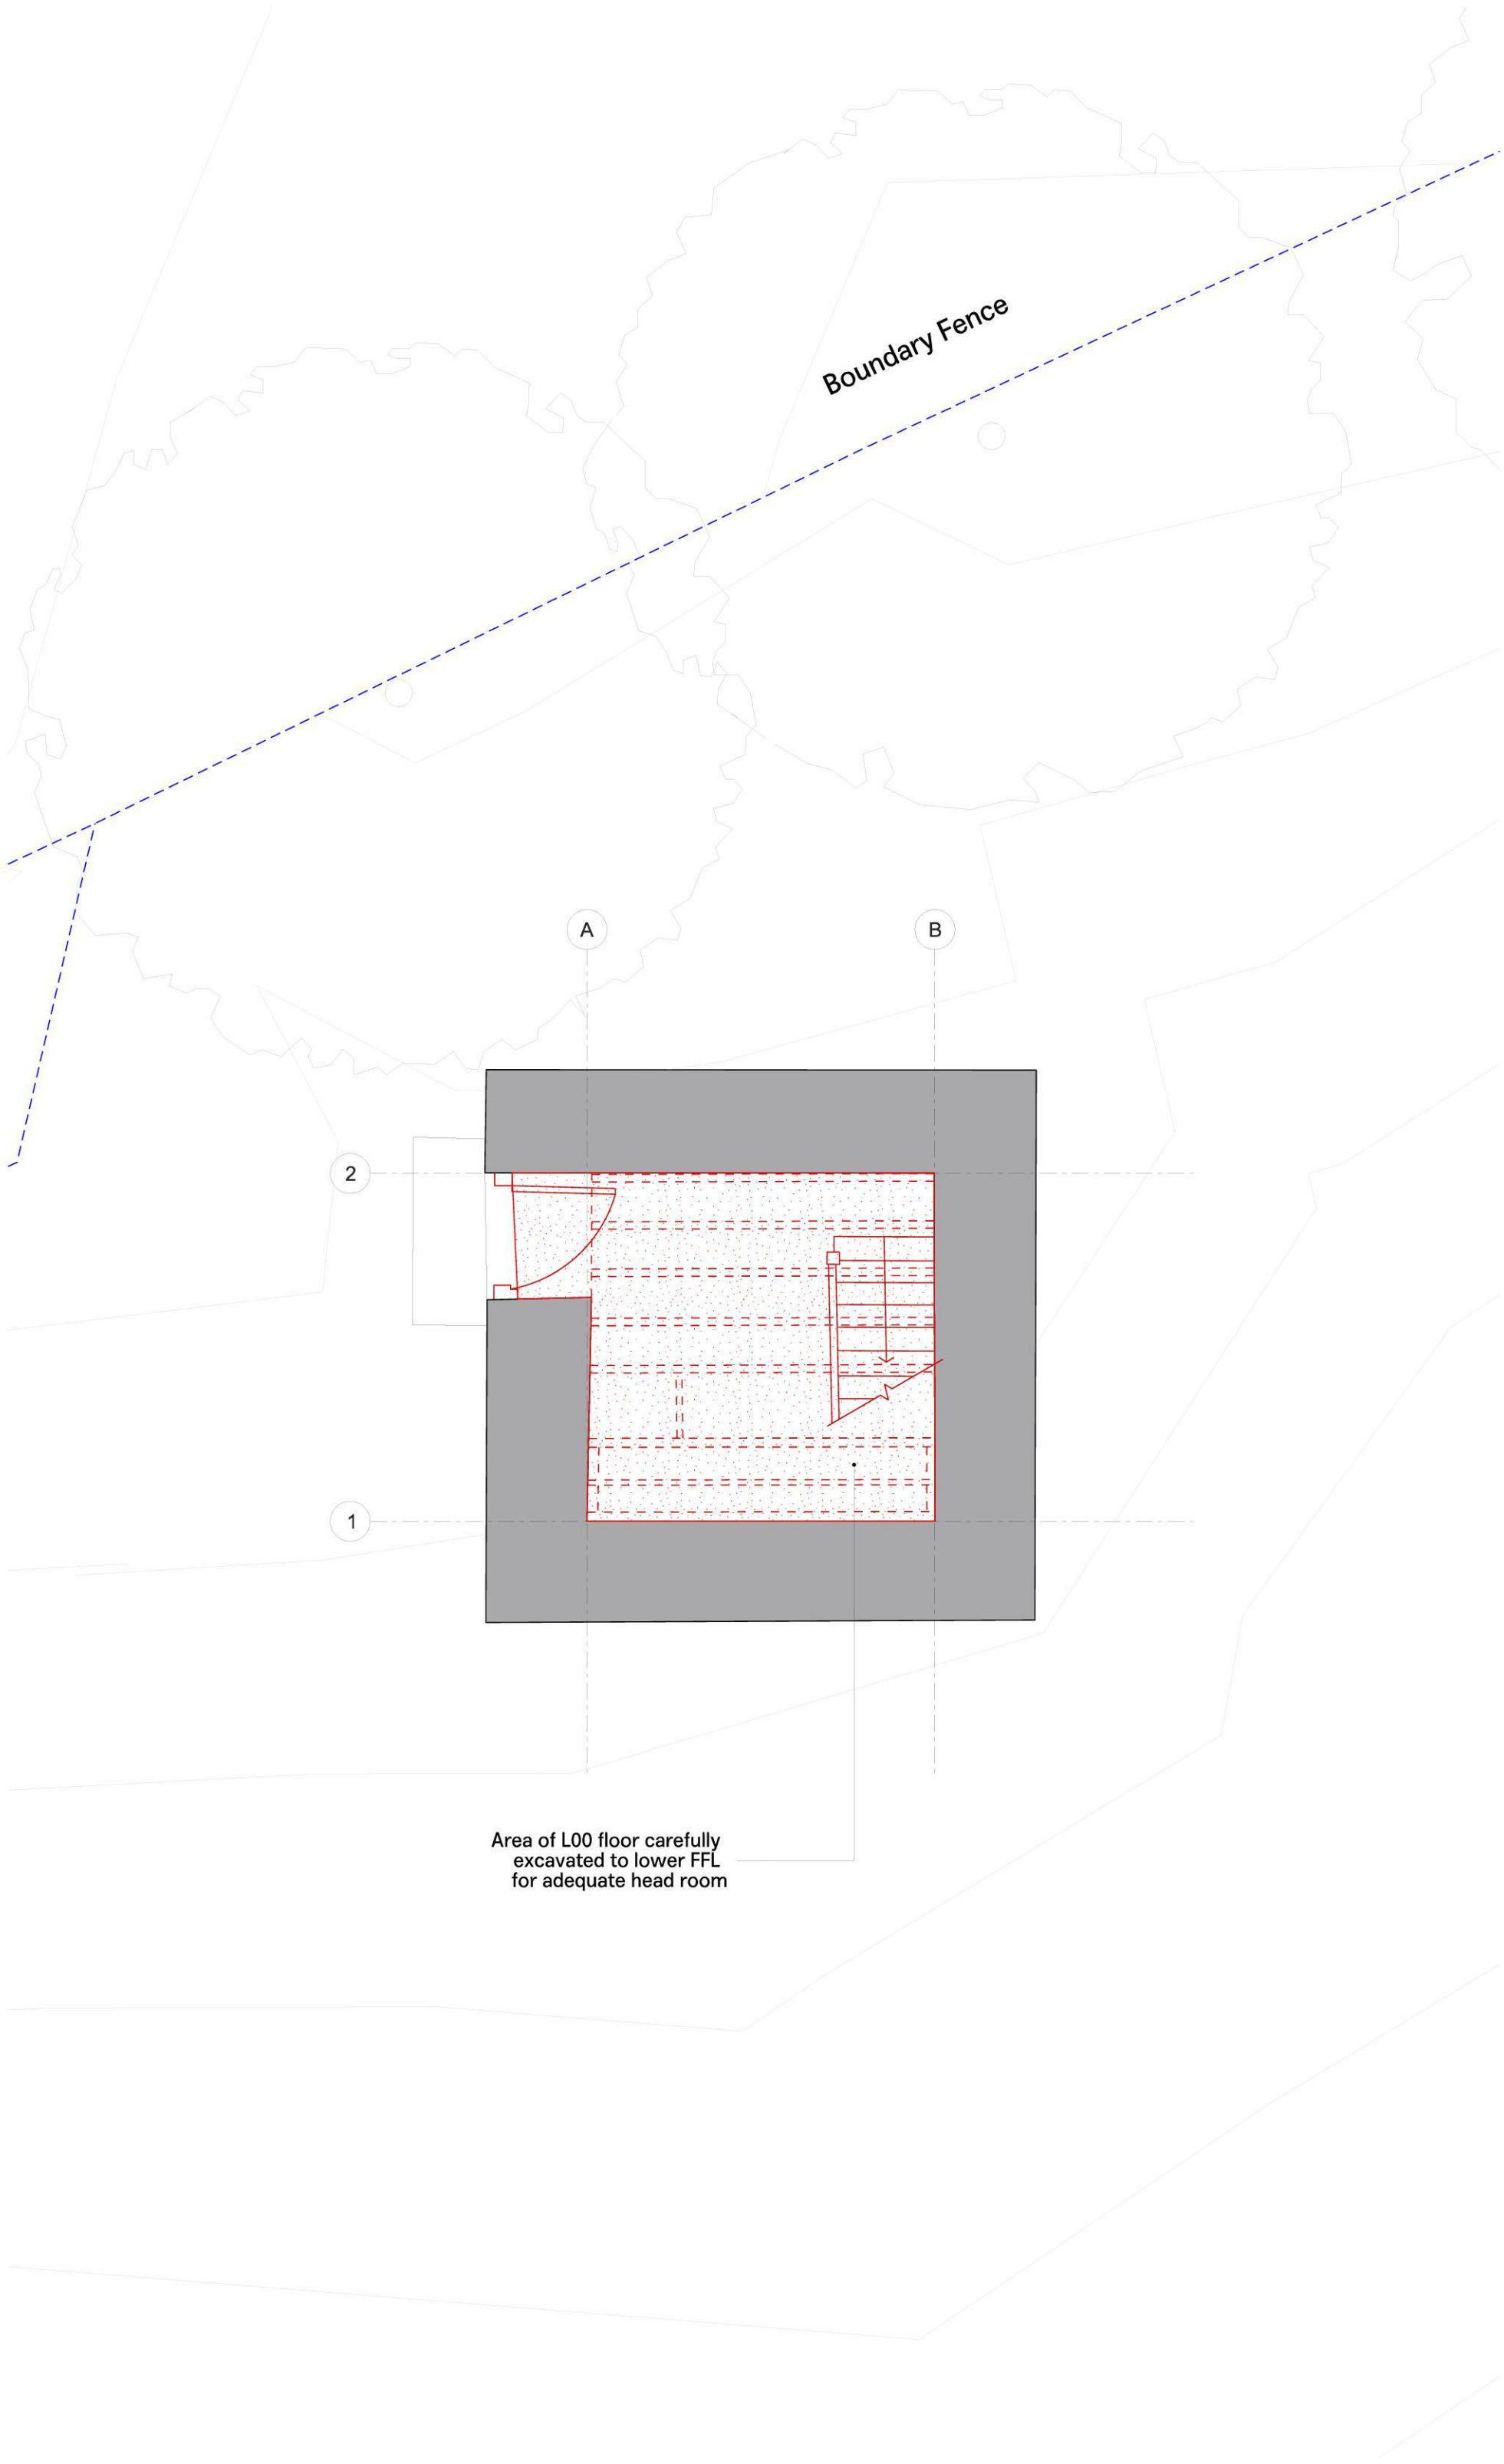 Boundary Fence
A
B
2
1
Area of L00 floor carefully
excavated to lower FFL
for adequate head room